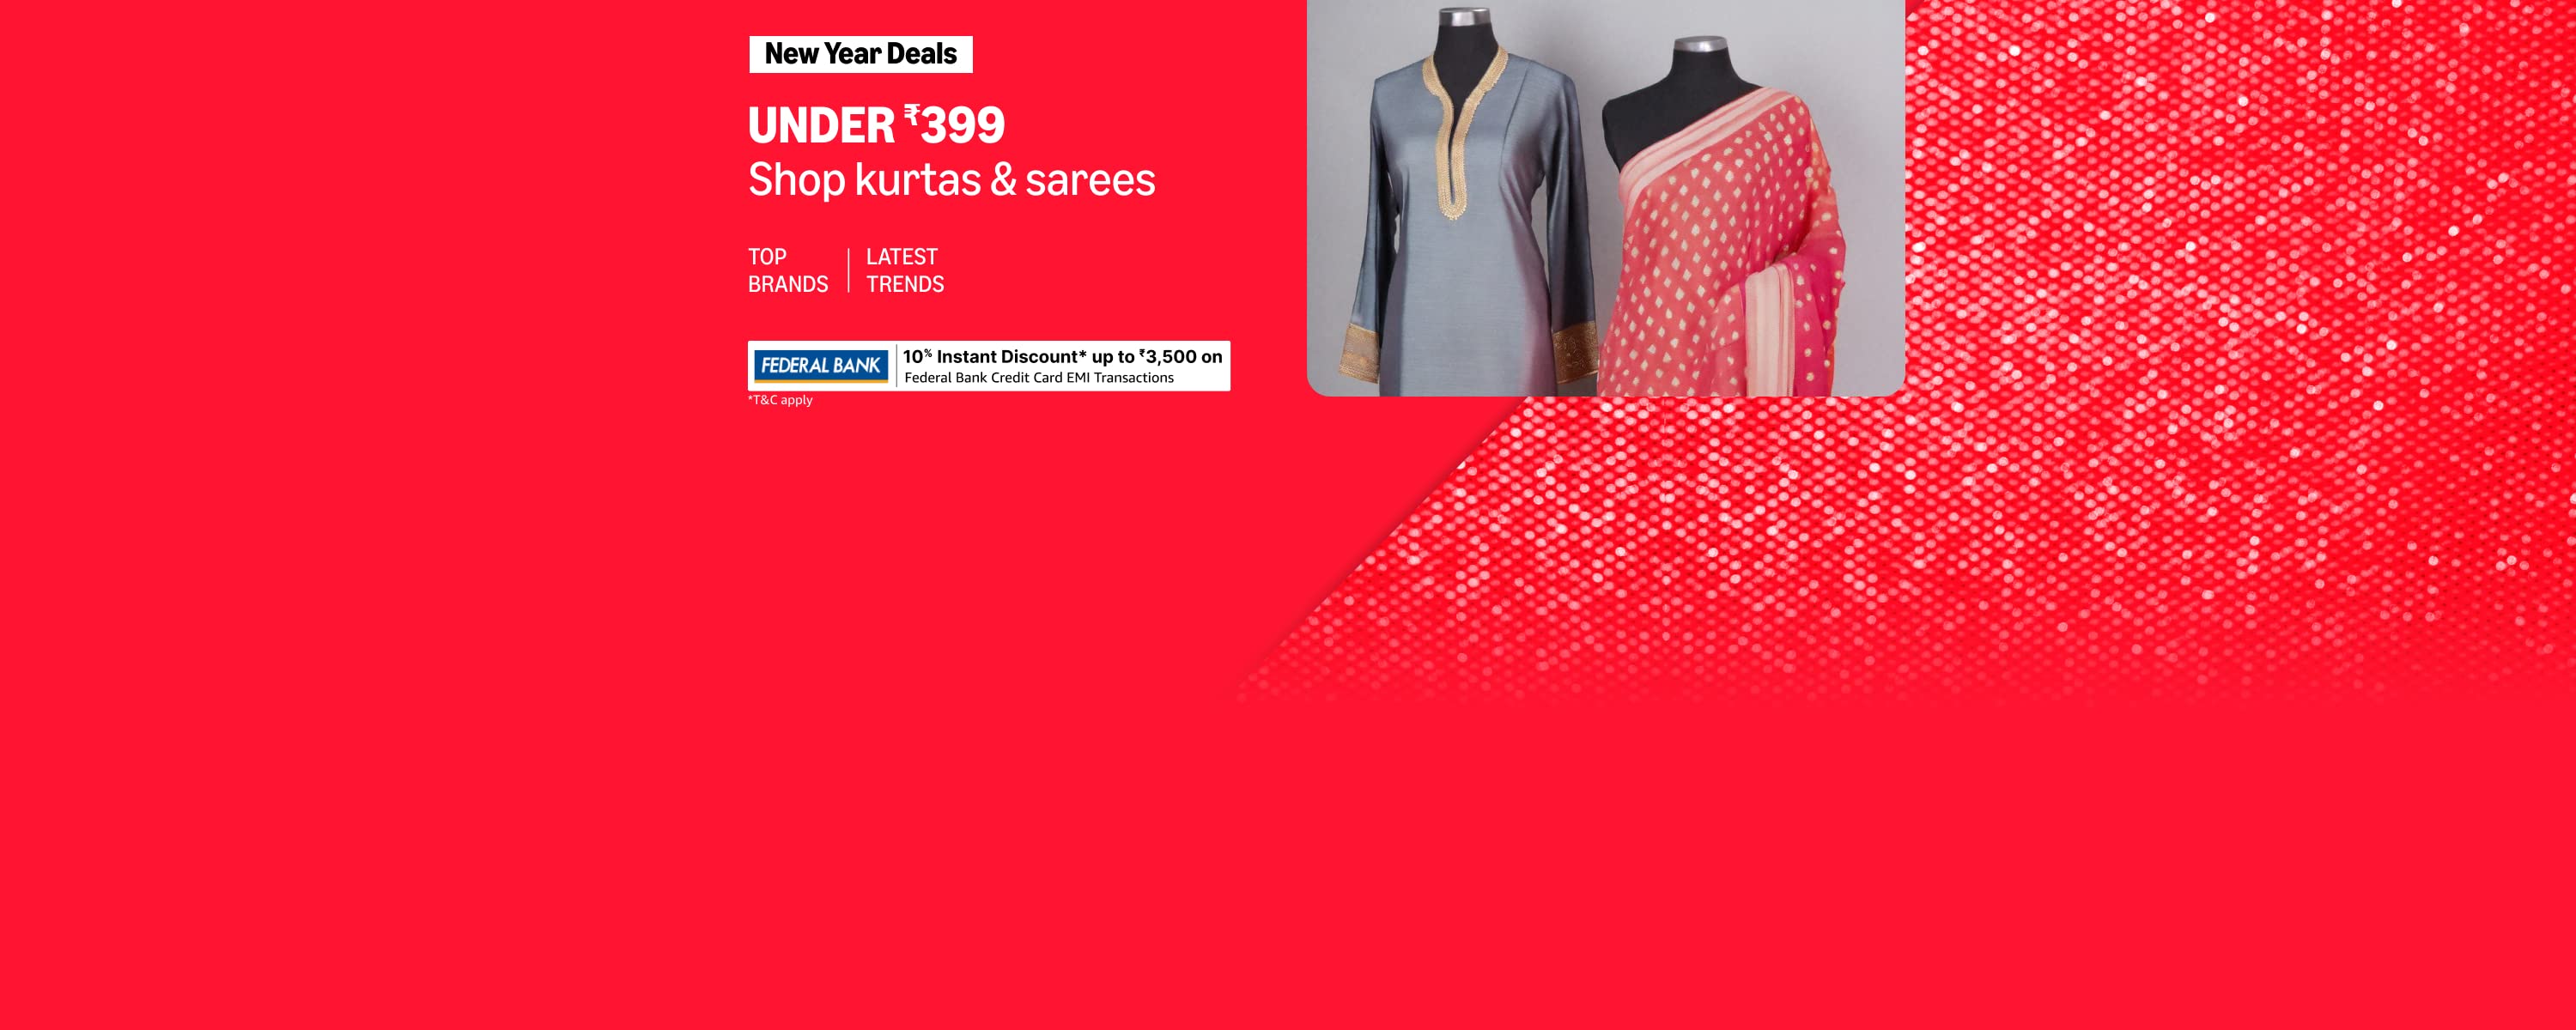 New Year Deals
UNDER ₹399
Shop kurtas & sarees
TOP
BRANDS
LATEST
TRENDS
FEDERAL BANK
10% Instant Discount* up to ₹3,500 on
Federal Bank Credit Card EMI Transactions
*T&C apply